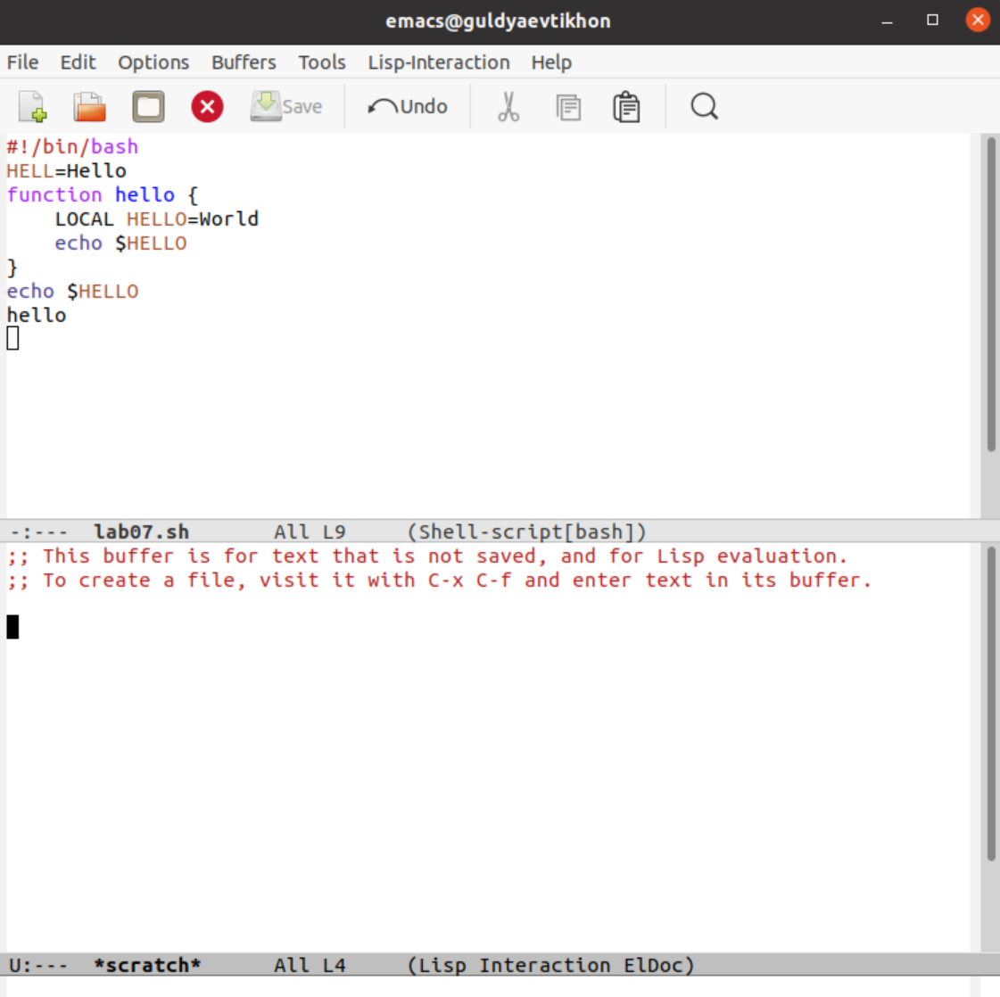 emacs@guldyaevtikhon
File Edit Options Buffers Tools Lisp-Interaction Help
Save Undo
#!/bin/bash
HELL=Hello
function hello {
    LOCAL HELLO=World
    echo $HELLO
}
echo $HELLO
hello
-:--- lab07.sh All L9 (Shell-script[bash])
;; This buffer is for text that is not saved, and for Lisp evaluation.
;; To create a file, visit it with C-x C-f and enter text in its buffer.
U:--- *scratch* All L4 (Lisp Interaction ElDoc)